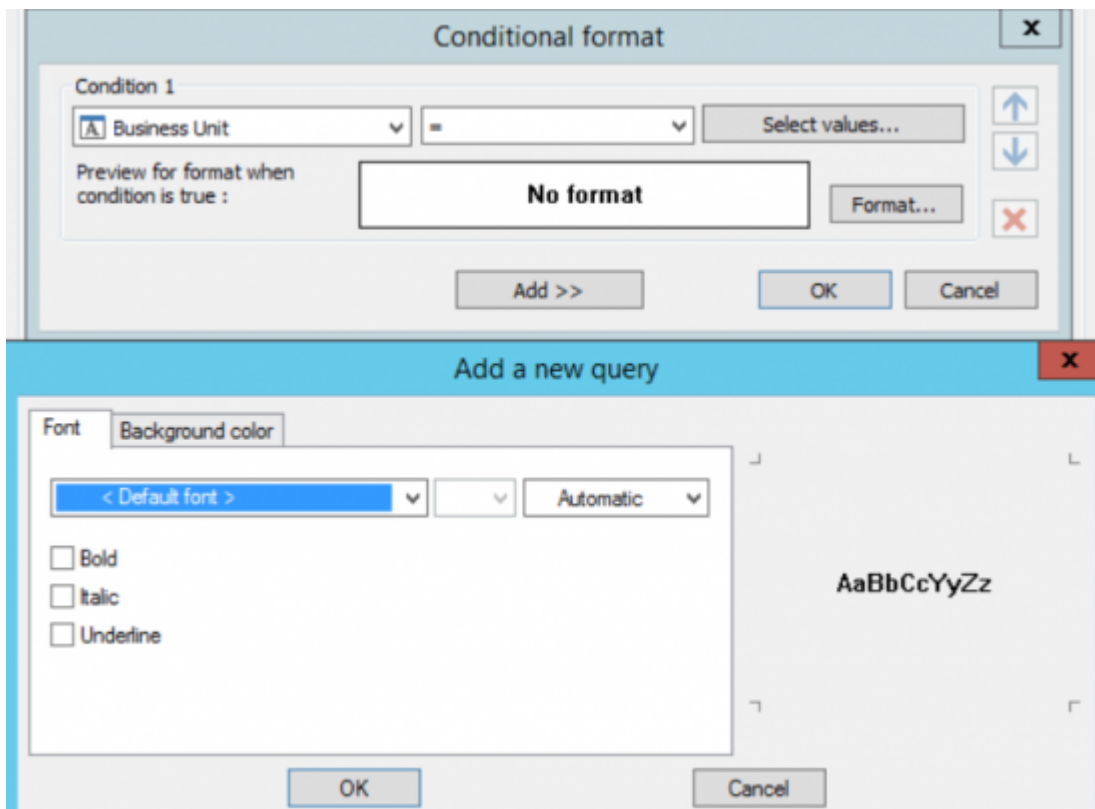 Conditional format
x
Condition 1
A Business Unit = Select values...
Preview for format when
condition is true :
No format
Format...
Add >> OK Cancel
Add a new query
x
Font Background color
< Default font > Automatic
Bold
Italic
Underline
AaBbCcYyZz
OK Cancel